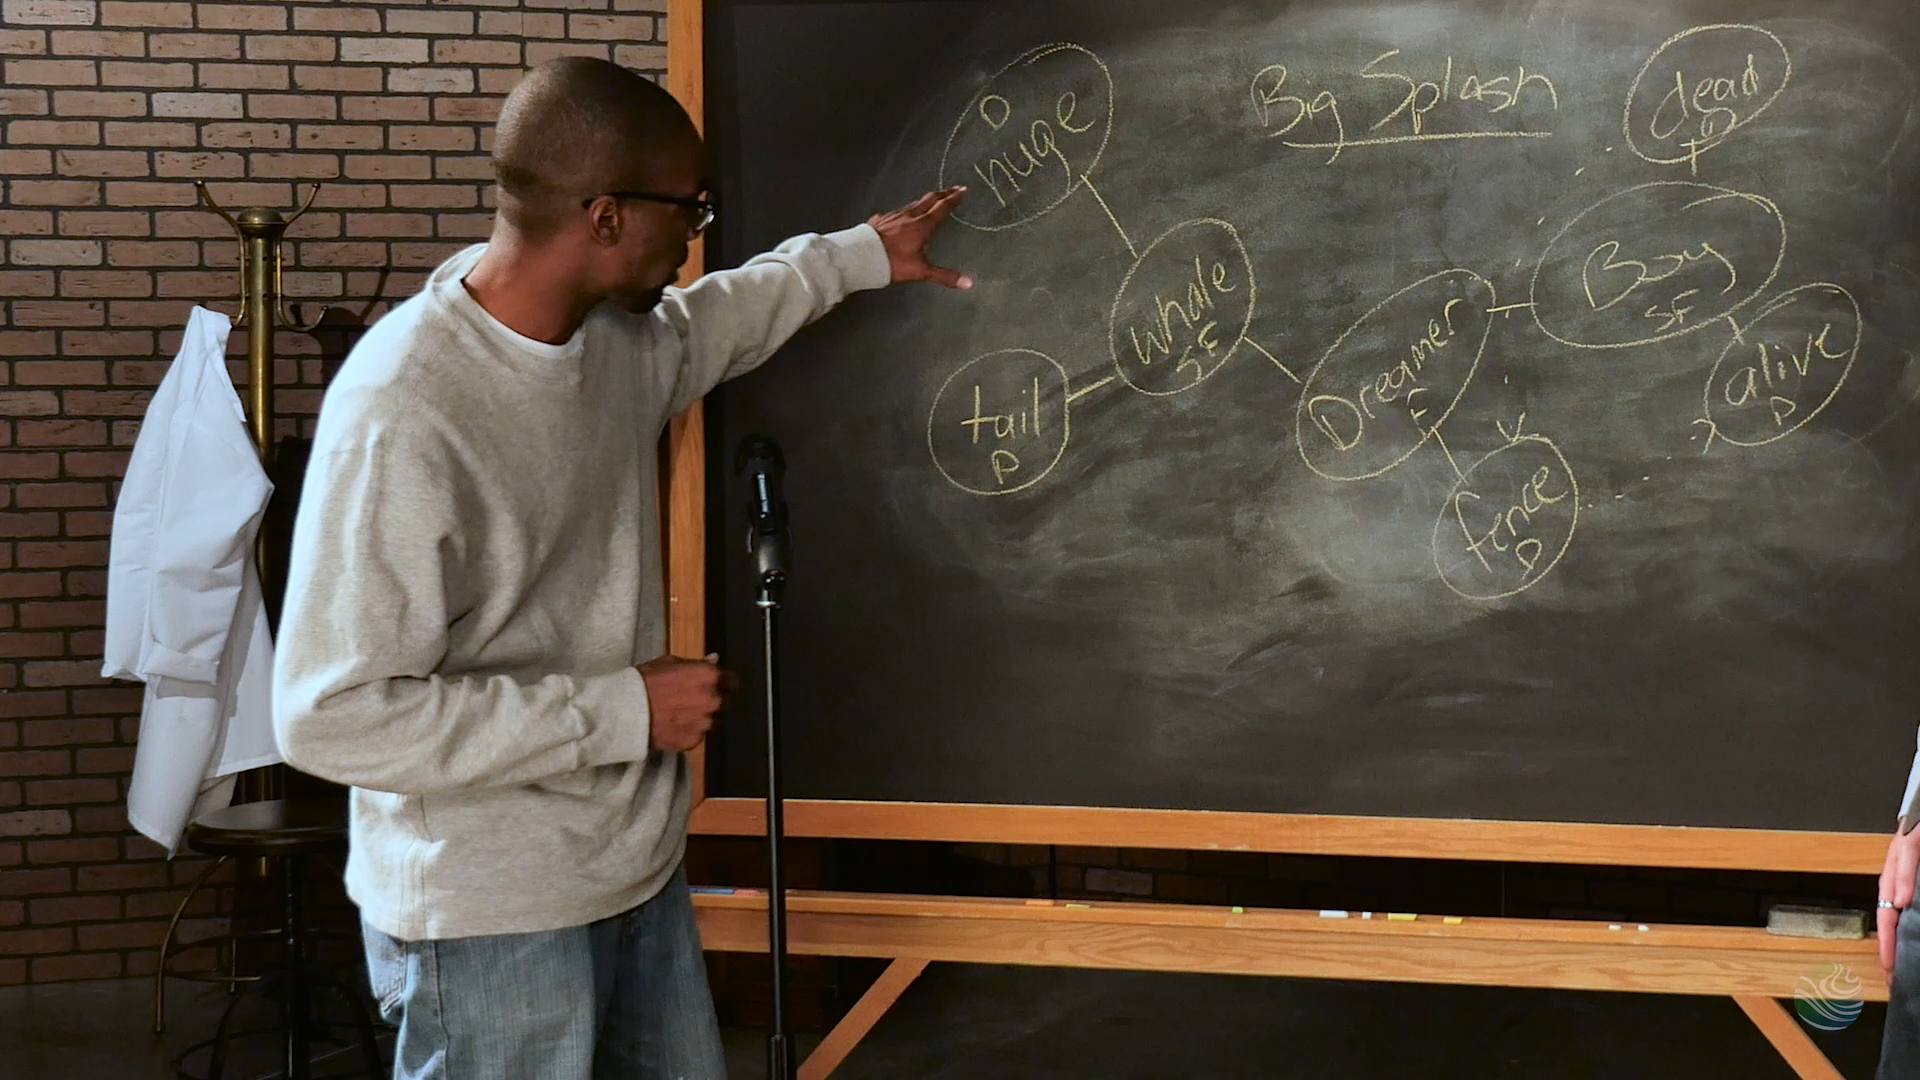 Big Splash
D
huge
dead
D
Whale
SF
tail
D
Dreamer
F
Boy
SF
alive
D
fence
D